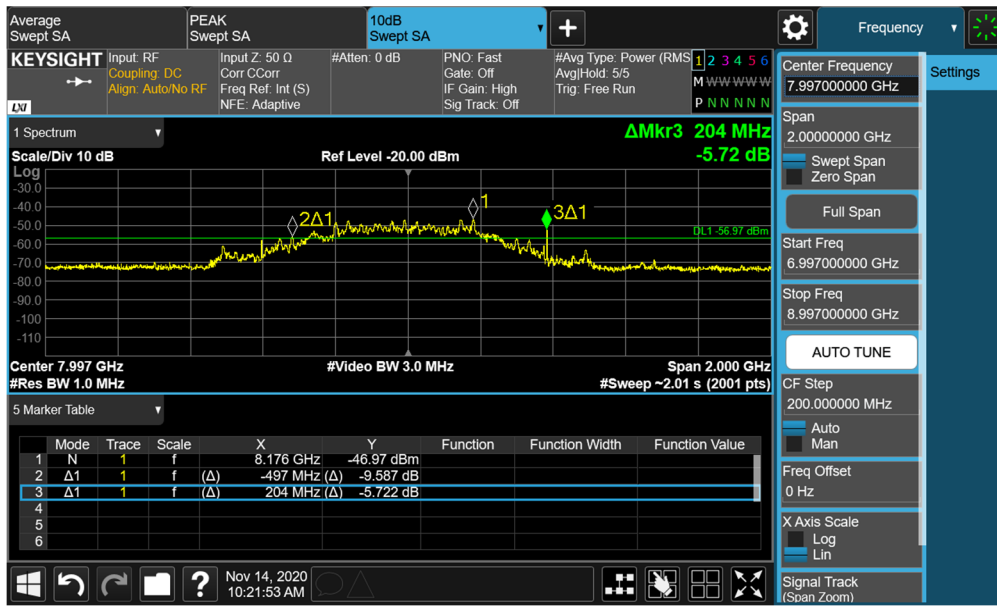 Average
Swept SA
PEAK
Swept SA
10dB
Swept SA
▼
+
Frequency
▼
KEYSIGHT
LXI
Input: RF
Coupling: DC
Align: Auto/No RF
Input Z: 50 Ω
Corr CCorr
Freq Ref: Int (S)
NFE: Adaptive
#Atten: 0 dB
PNO: Fast
Gate: Off
IF Gain: High
Sig Track: Off
#Avg Type: Power (RMS
Avg|Hold: 5/5
Trig: Free Run
1 2 3 4 5 6
M W W W W W
P N N N N N
1 Spectrum ▼
ΔMkr3 204 MHz
-5.72 dB
Scale/Div 10 dB
Ref Level -20.00 dBm
Log
-30.0
-40.0
-50.0
-60.0
-70.0
-80.0
-90.0
-100
-110
2Δ1
1
3Δ1
DL1 -56.97 dBm
Center 7.997 GHz
#Video BW 3.0 MHz
Span 2.000 GHz
#Res BW 1.0 MHz
#Sweep ~2.01 s (2001 pts)
5 Marker Table ▼
Mode Trace Scale X Y Function Function Width Function Value
1 N 1 f 8.176 GHz -46.97 dBm
2 Δ1 1 f (Δ) -497 MHz (Δ) -9.587 dB
3 Δ1 1 f (Δ) 204 MHz (Δ) -5.722 dB
4
5
6
?
Nov 14, 2020
10:21:53 AM
Center Frequency
7.997000000 GHz
Span
2.00000000 GHz
Swept Span
Zero Span
Full Span
Start Freq
6.997000000 GHz
Stop Freq
8.997000000 GHz
AUTO TUNE
CF Step
200.000000 MHz
Auto
Man
Freq Offset
0 Hz
X Axis Scale
Log
Lin
Signal Track
(Span Zoom)
Settings